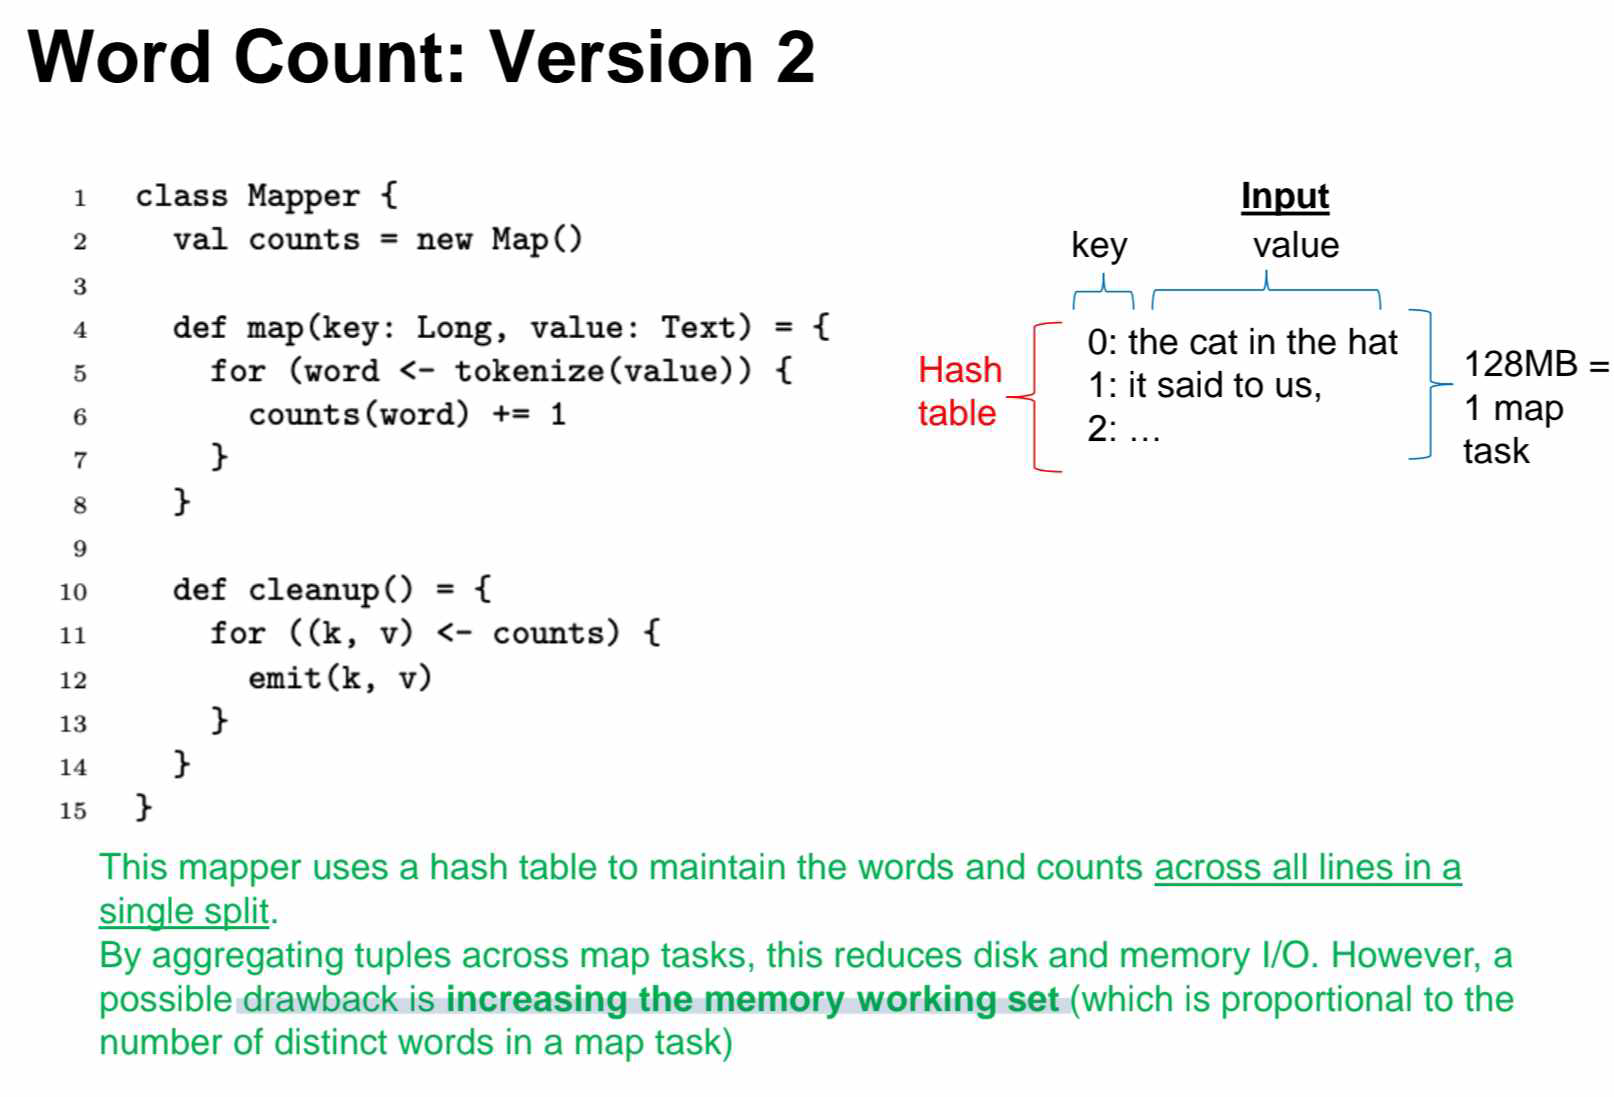 Word Count: Version 2
1 class Mapper {
2 val counts = new Map()
3
4 def map(key: Long, value: Text) = {
5 for (word <- tokenize(value)) {
6 counts(word) += 1
7 }
8 }
9
10 def cleanup() = {
11 for ((k, v) <- counts) {
12 emit(k, v)
13 }
14 }
15 }
Input
key value
Hash
table
0: the cat in the hat
1: it said to us,
2: …
128MB =
1 map
task
This mapper uses a hash table to maintain the words and counts across all lines in a
single split.
By aggregating tuples across map tasks, this reduces disk and memory I/O. However, a
possible drawback is increasing the memory working set (which is proportional to the
number of distinct words in a map task)